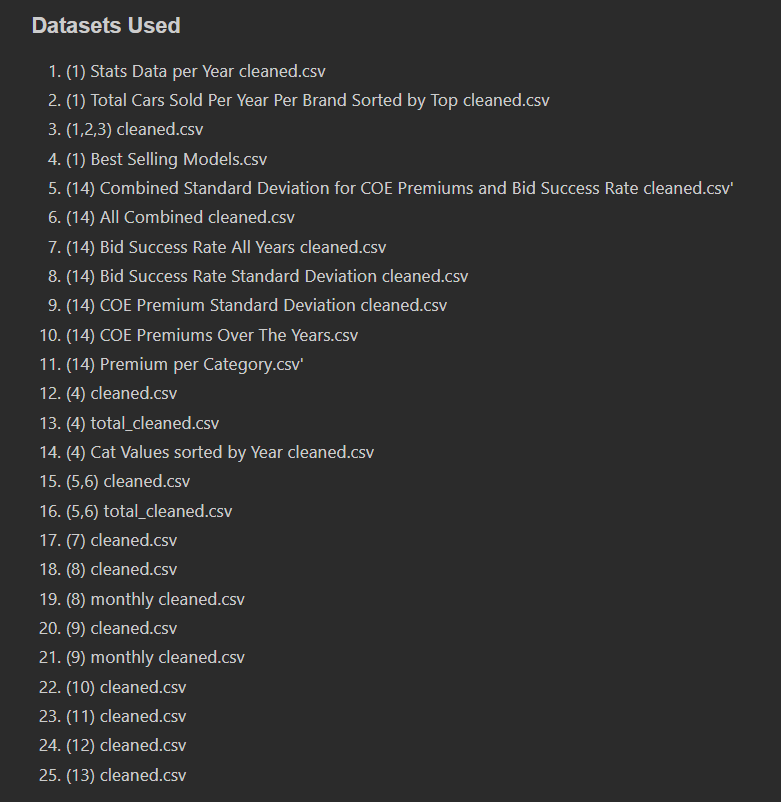 Datasets Used
1. (1) Stats Data per Year cleaned.csv
2. (1) Total Cars Sold Per Year Per Brand Sorted by Top cleaned.csv
3. (1,2,3) cleaned.csv
4. (1) Best Selling Models.csv
5. (14) Combined Standard Deviation for COE Premiums and Bid Success Rate cleaned.csv'
6. (14) All Combined cleaned.csv
7. (14) Bid Success Rate All Years cleaned.csv
8. (14) Bid Success Rate Standard Deviation cleaned.csv
9. (14) COE Premium Standard Deviation cleaned.csv
10. (14) COE Premiums Over The Years.csv
11. (14) Premium per Category.csv'
12. (4) cleaned.csv
13. (4) total_cleaned.csv
14. (4) Cat Values sorted by Year cleaned.csv
15. (5,6) cleaned.csv
16. (5,6) total_cleaned.csv
17. (7) cleaned.csv
18. (8) cleaned.csv
19. (8) monthly cleaned.csv
20. (9) cleaned.csv
21. (9) monthly cleaned.csv
22. (10) cleaned.csv
23. (11) cleaned.csv
24. (12) cleaned.csv
25. (13) cleaned.csv